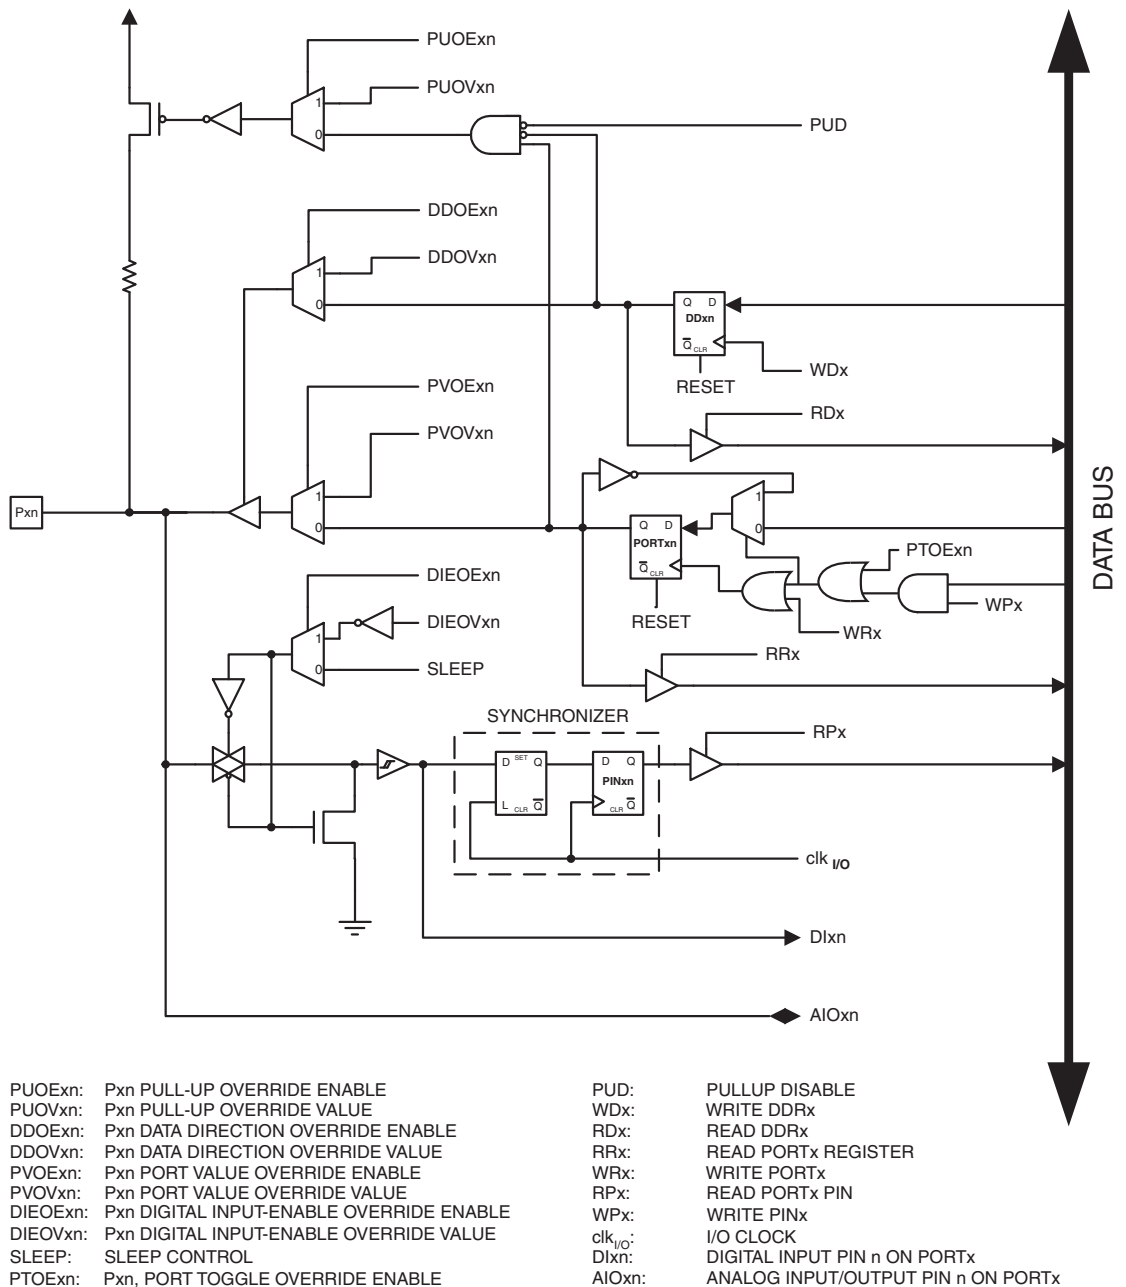 PUOExn
PUOVxn
1
0
PUD
DDOExn
DDOVxn
1
0
Q D
DDxn
Q CLR
WDx
RESET
PVOExn
RDx
PVOVxn
1
0
Pxn
1
0
Q D
PORTxn
Q CLR
PTOExn
WPx
RESET
WRx
DATA BUS
DIEOExn
DIEOVxn
1
0
SLEEP
RRx
SYNCHRONIZER
RPx
D SET Q
L CLR Q
D Q
PINxn
CLR Q
clk I/O
DIxn
AIOxn
PUOExn: Pxn PULL-UP OVERRIDE ENABLE
PUOVxn: Pxn PULL-UP OVERRIDE VALUE
DDOExn: Pxn DATA DIRECTION OVERRIDE ENABLE
DDOVxn: Pxn DATA DIRECTION OVERRIDE VALUE
PVOExn: Pxn PORT VALUE OVERRIDE ENABLE
PVOVxn: Pxn PORT VALUE OVERRIDE VALUE
DIEOExn: Pxn DIGITAL INPUT-ENABLE OVERRIDE ENABLE
DIEOVxn: Pxn DIGITAL INPUT-ENABLE OVERRIDE VALUE
SLEEP: SLEEP CONTROL
PTOExn: Pxn, PORT TOGGLE OVERRIDE ENABLE
PUD: PULLUP DISABLE
WDx: WRITE DDRx
RDx: READ DDRx
RRx: READ PORTx REGISTER
WRx: WRITE PORTx
RPx: READ PORTx PIN
WPx: WRITE PINx
clkI/O: I/O CLOCK
DIxn: DIGITAL INPUT PIN n ON PORTx
AIOxn: ANALOG INPUT/OUTPUT PIN n ON PORTx